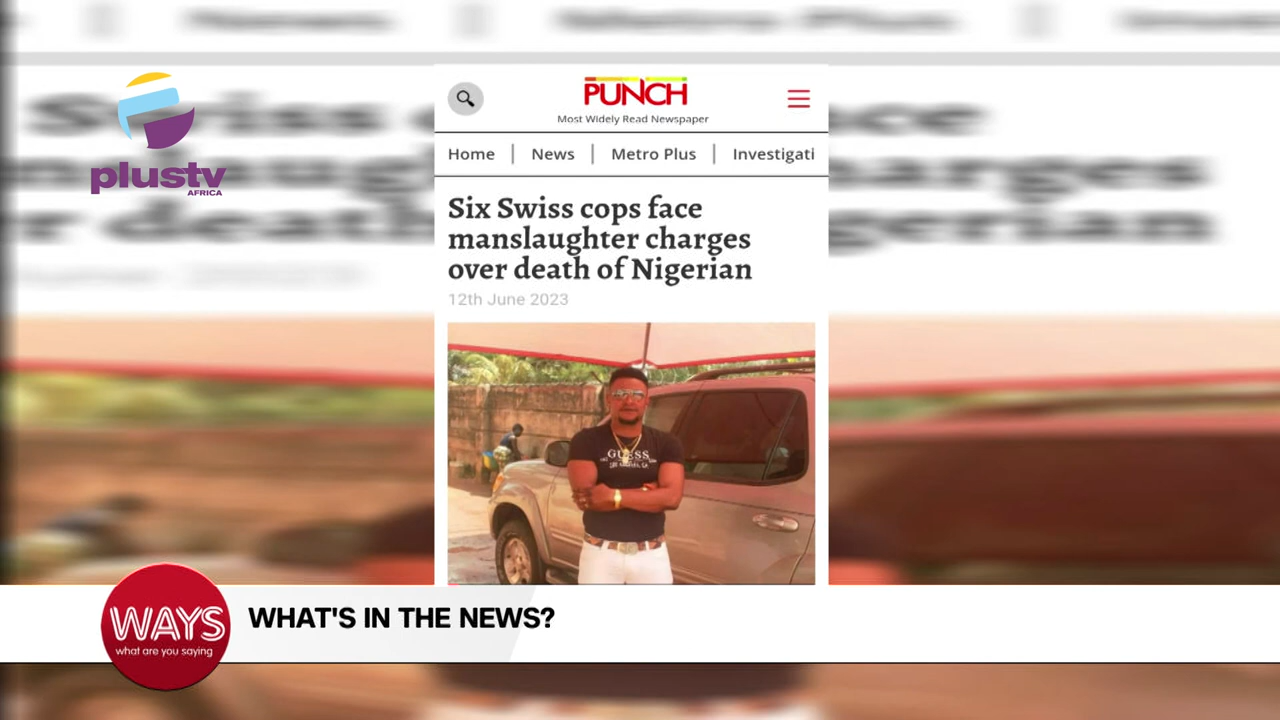 plustv
AFRICA
PUNCH
Most Widely Read Newspaper
Home | News | Metro Plus | Investigati
Six Swiss cops face
manslaughter charges
over death of Nigerian
12th June 2023
GUESS
WAYS
what are you saying
WHAT'S IN THE NEWS?